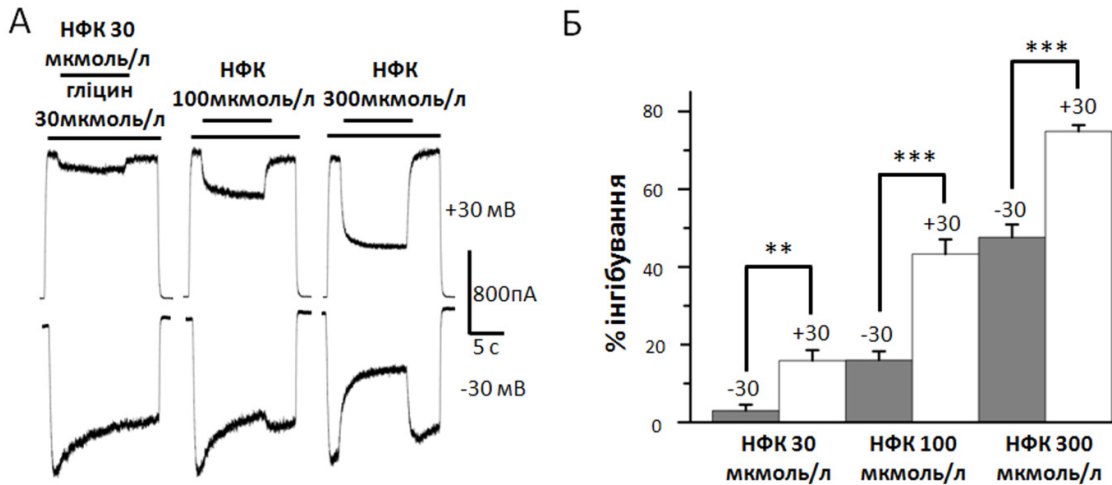 А
НФК 30
мкмоль/л
гліцин
30мкмоль/л
НФК
100мкмоль/л
НФК
300мкмоль/л
+30 мВ
800пА
5 с
-30 мВ
Б
% інгібування
80
60
40
20
0
**
***
***
-30
+30
-30
+30
-30
+30
НФК 30
мкмоль/л
НФК 100
мкмоль/л
НФК 300
мкмоль/л